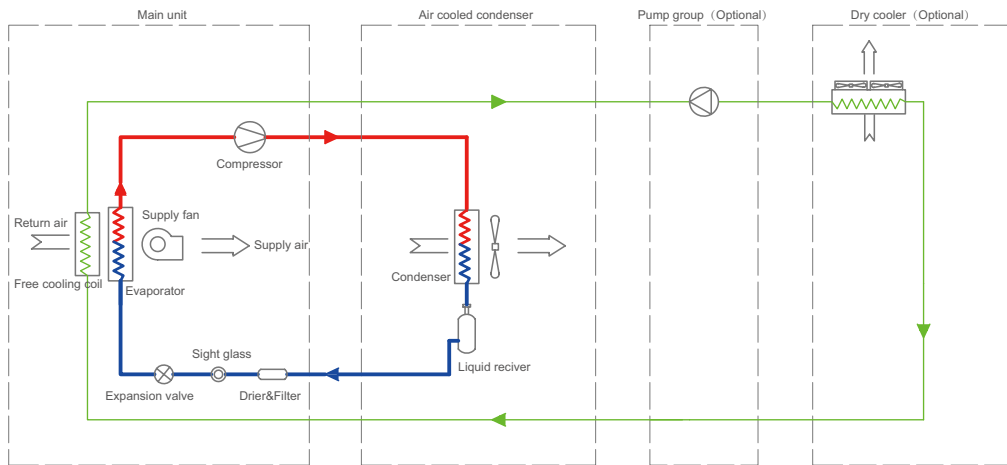 Main unit
Air cooled condenser
Pump group（Optional）
Dry cooler（Optional）
Compressor
Return air
Supply fan
Supply air
Free cooling coil
Evaporator
Condenser
Sight glass
Liquid reciver
Expansion valve
Drier&Filter